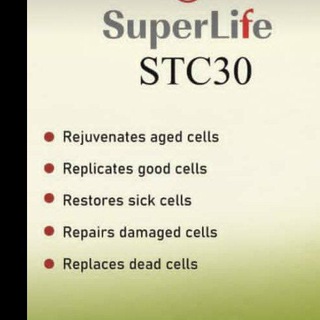 SuperLife
STC30
Rejuvenates aged cells
Replicates good cells
Restores sick cells
Repairs damaged cells
Replaces dead cells